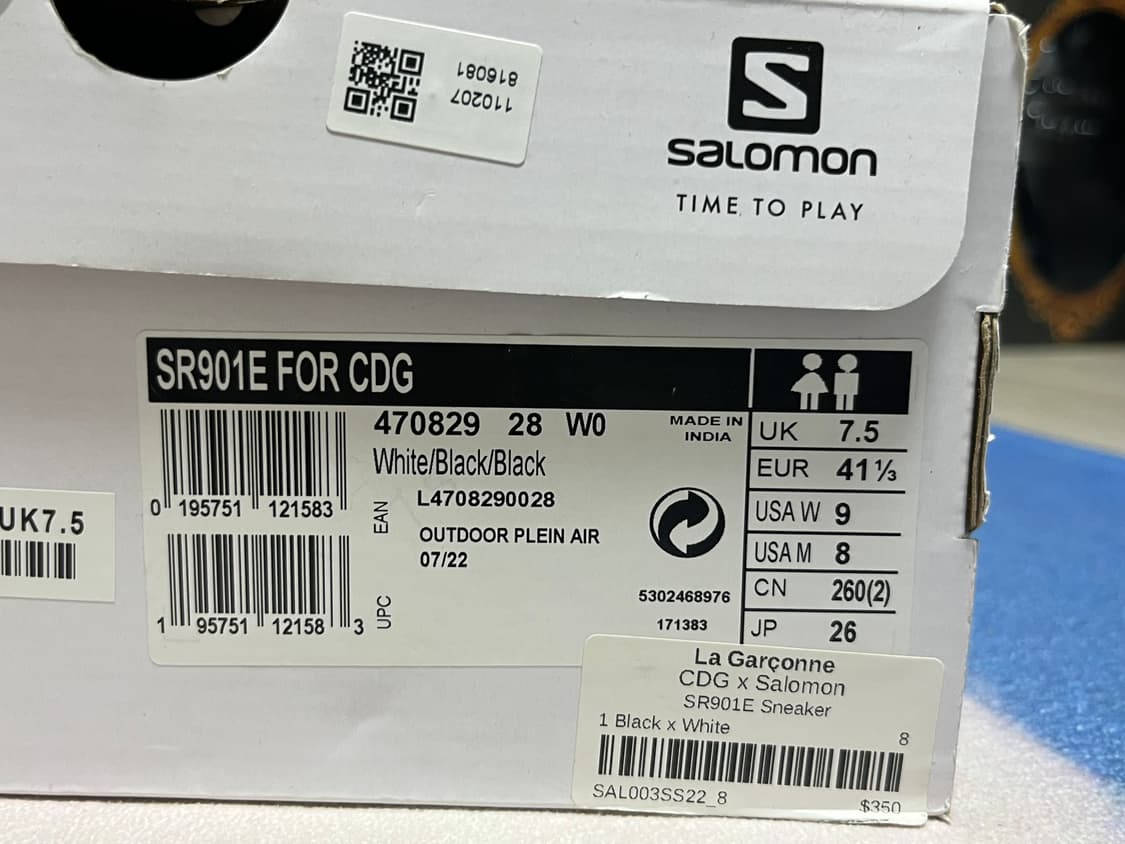 110207
816081
S
salomon
TIME TO PLAY
SR901E FOR CDG
470829 28 W0
MADE IN INDIA
White/Black/Black
0 195751 121583
EAN
L4708290028
OUTDOOR PLEIN AIR
07/22
1 95751 12158 3
UPC
5302468976
171383
UK 7.5
EUR 41⅓
USA W 9
USA M 8
CN 260(2)
JP 26
UK7.5
La Garçonne
CDG x Salomon
SR901E Sneaker
1 Black x White
8
SAL003SS22_8
$350